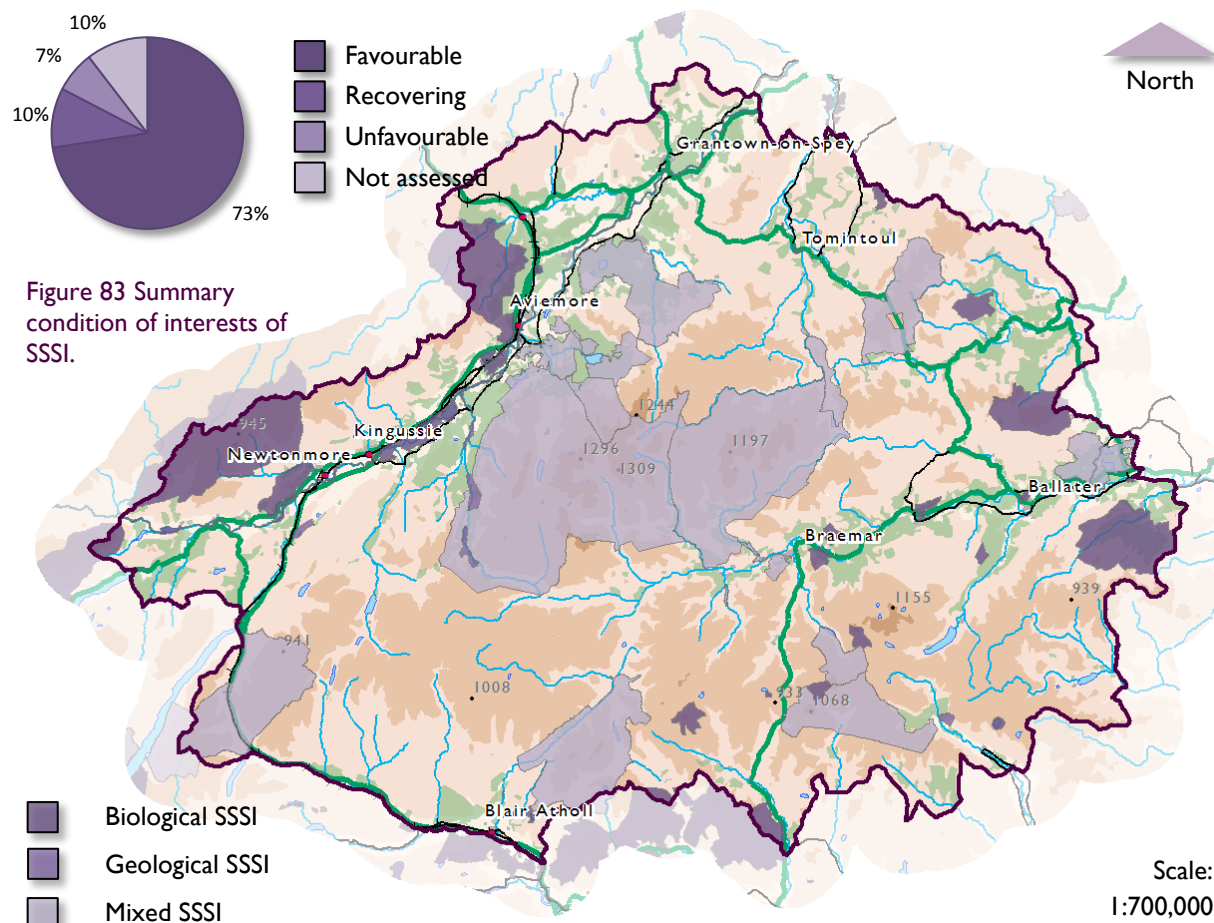 10%
7%
10%
73%
Favourable
Recovering
Unfavourable
Not assessed
North
Figure 83 Summary
condition of interests of
SSSI.
Grantown-on-Spey
Tomintoul
Aviemore
945
Kingussie
Newtonmore
1244
1296
1309
1197
Ballater
Braemar
1155
939
941
1008
933
1068
Blair Atholl
Biological SSSI
Geological SSSI
Mixed SSSI
Scale:
1:700,000